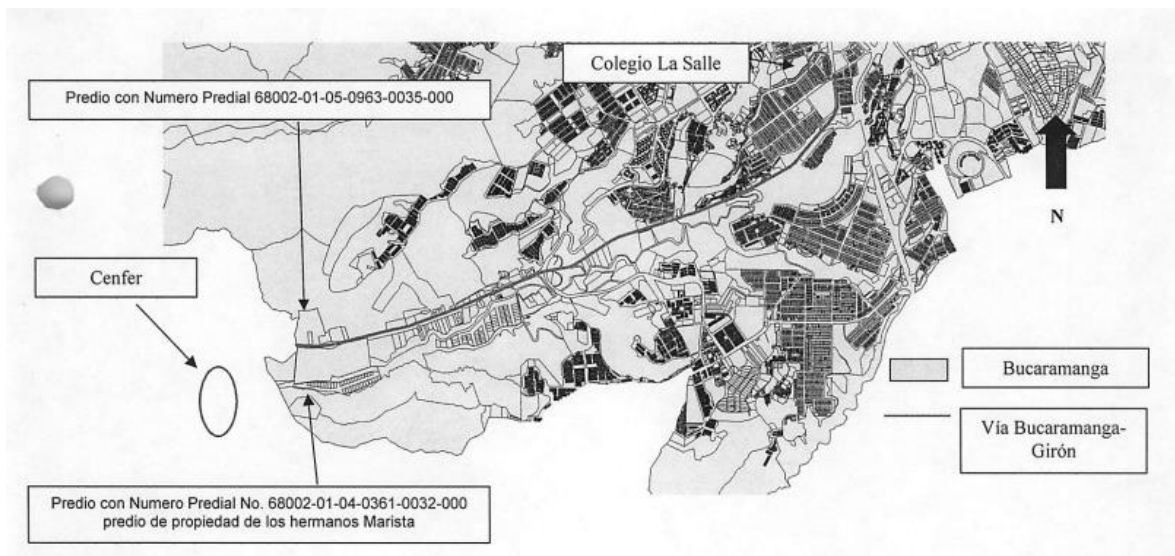 Colegio La Salle
Predio con Numero Predial 68002-01-05-0963-0035-000
N
Cenfer
Bucaramanga
Vía Bucaramanga-
Girón
Predio con Numero Predial No. 68002-01-04-0361-0032-000
predio de propiedad de los hermanos Marista